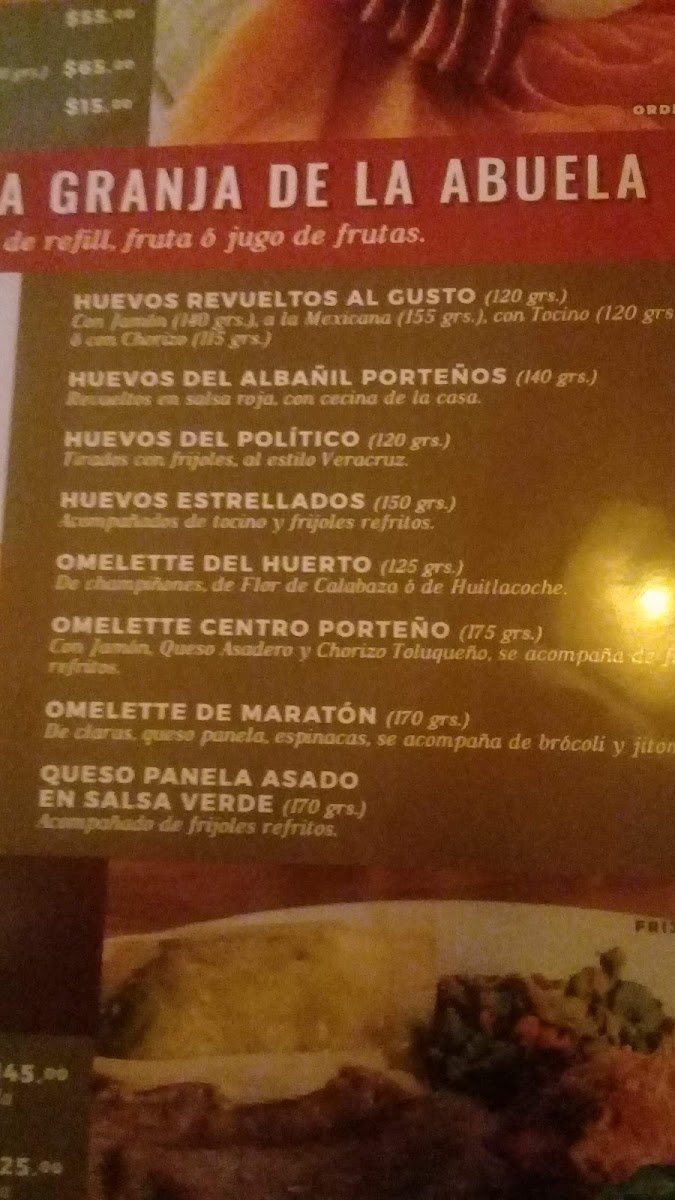 $55.00
grs.) $65.00
$15.00
ORD
A GRANJA DE LA ABUELA
de refill, fruta ó jugo de frutas.
HUEVOS REVUELTOS AL GUSTO (120 grs.)
Con Jamón (140 grs.), a la Mexicana (155 grs.), con Tocino (120 grs
ó con Chorizo (115 grs.)
HUEVOS DEL ALBAÑIL PORTEÑOS (140 grs.)
Revueltos en salsa roja, con cecina de la casa.
HUEVOS DEL POLÍTICO (120 grs.)
Tirados con frijoles, al estilo Veracruz.
HUEVOS ESTRELLADOS (150 grs.)
Acompañados de tocino y frijoles refritos.
OMELETTE DEL HUERTO (125 grs.)
De champiñones, de Flor de Calabaza ó de Huitlacoche.
OMELETTE CENTRO PORTEÑO (175 grs.)
Con Jamón, Queso Asadero y Chorizo Toluqueño, se acompaña de f
refritos.
OMELETTE DE MARATÓN (170 grs.)
De claras, queso panela, espinacas, se acompaña de brócoli y jitom
QUESO PANELA ASADO
EN SALSA VERDE (170 grs.)
Acompañado de frijoles refritos.
FRI
145.00
25.00